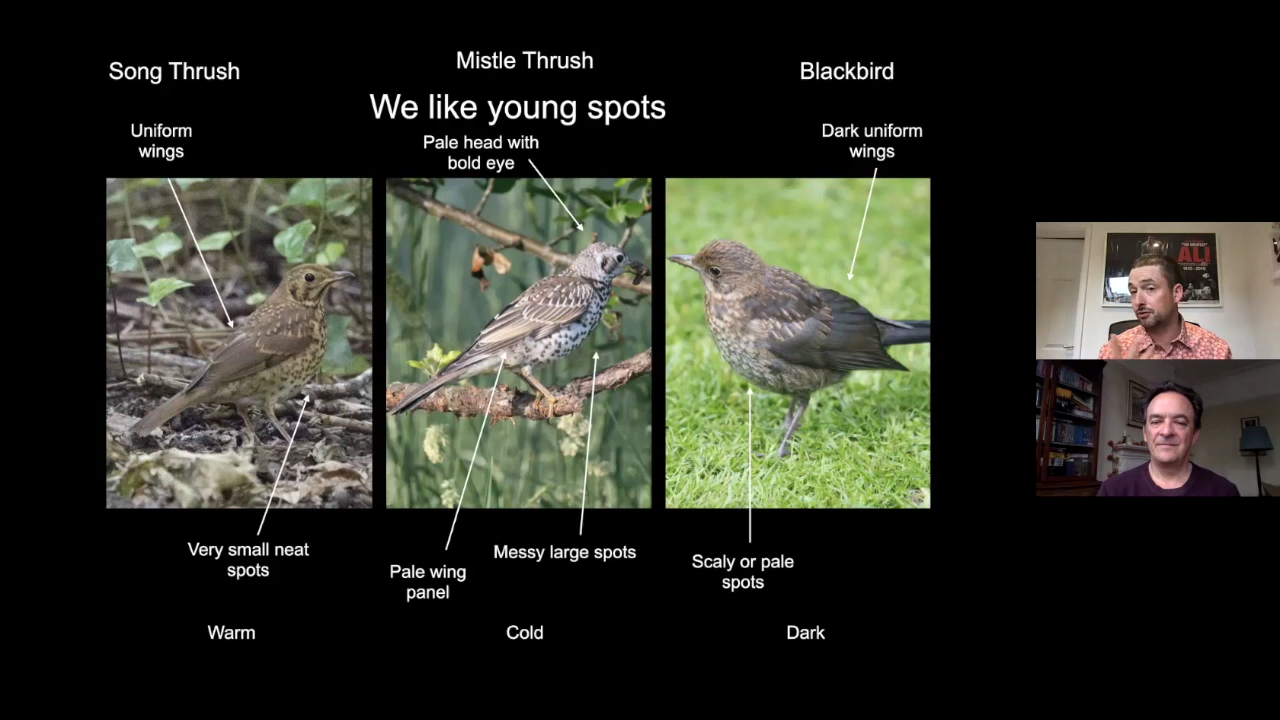 Song Thrush
Mistle Thrush
Blackbird
We like young spots
Uniform
wings
Pale head with
bold eye
Dark uniform
wings
Very small neat
spots
Pale wing
panel
Messy large spots
Scaly or pale
spots
Warm
Cold
Dark
ALI